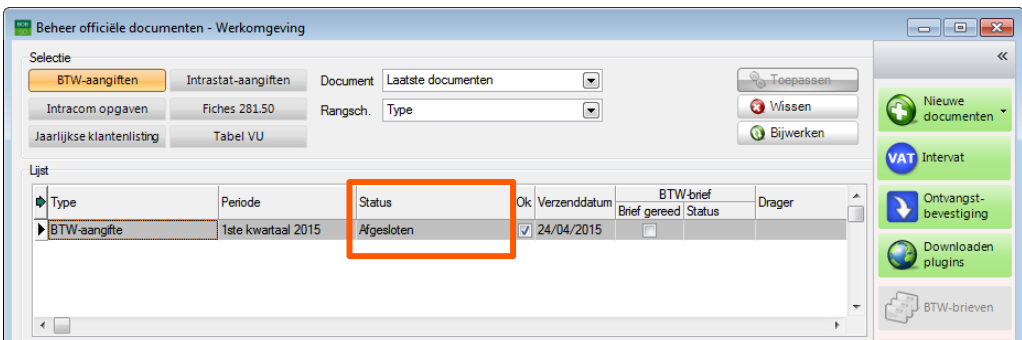 Beheer officiële documenten - Werkomgeving
Selectie
BTW-aangiften Intrastat-aangiften Document Laatste documenten Toepassen
Intracom opgaven Fiches 281.50 Rangsch. Type Wissen
Jaarlijkse klantenlisting Tabel VU Bijwerken
Lijst
Type Periode Status Ok Verzenddatum BTW-brief Drager
Brief gereed Status
BTW-aangifte 1ste kwartaal 2015 Afgesloten 24/04/2015
Nieuwe
documenten
VAT Intervat
Ontvangst-
bevestiging
Downloaden
plugins
BTW-brieven